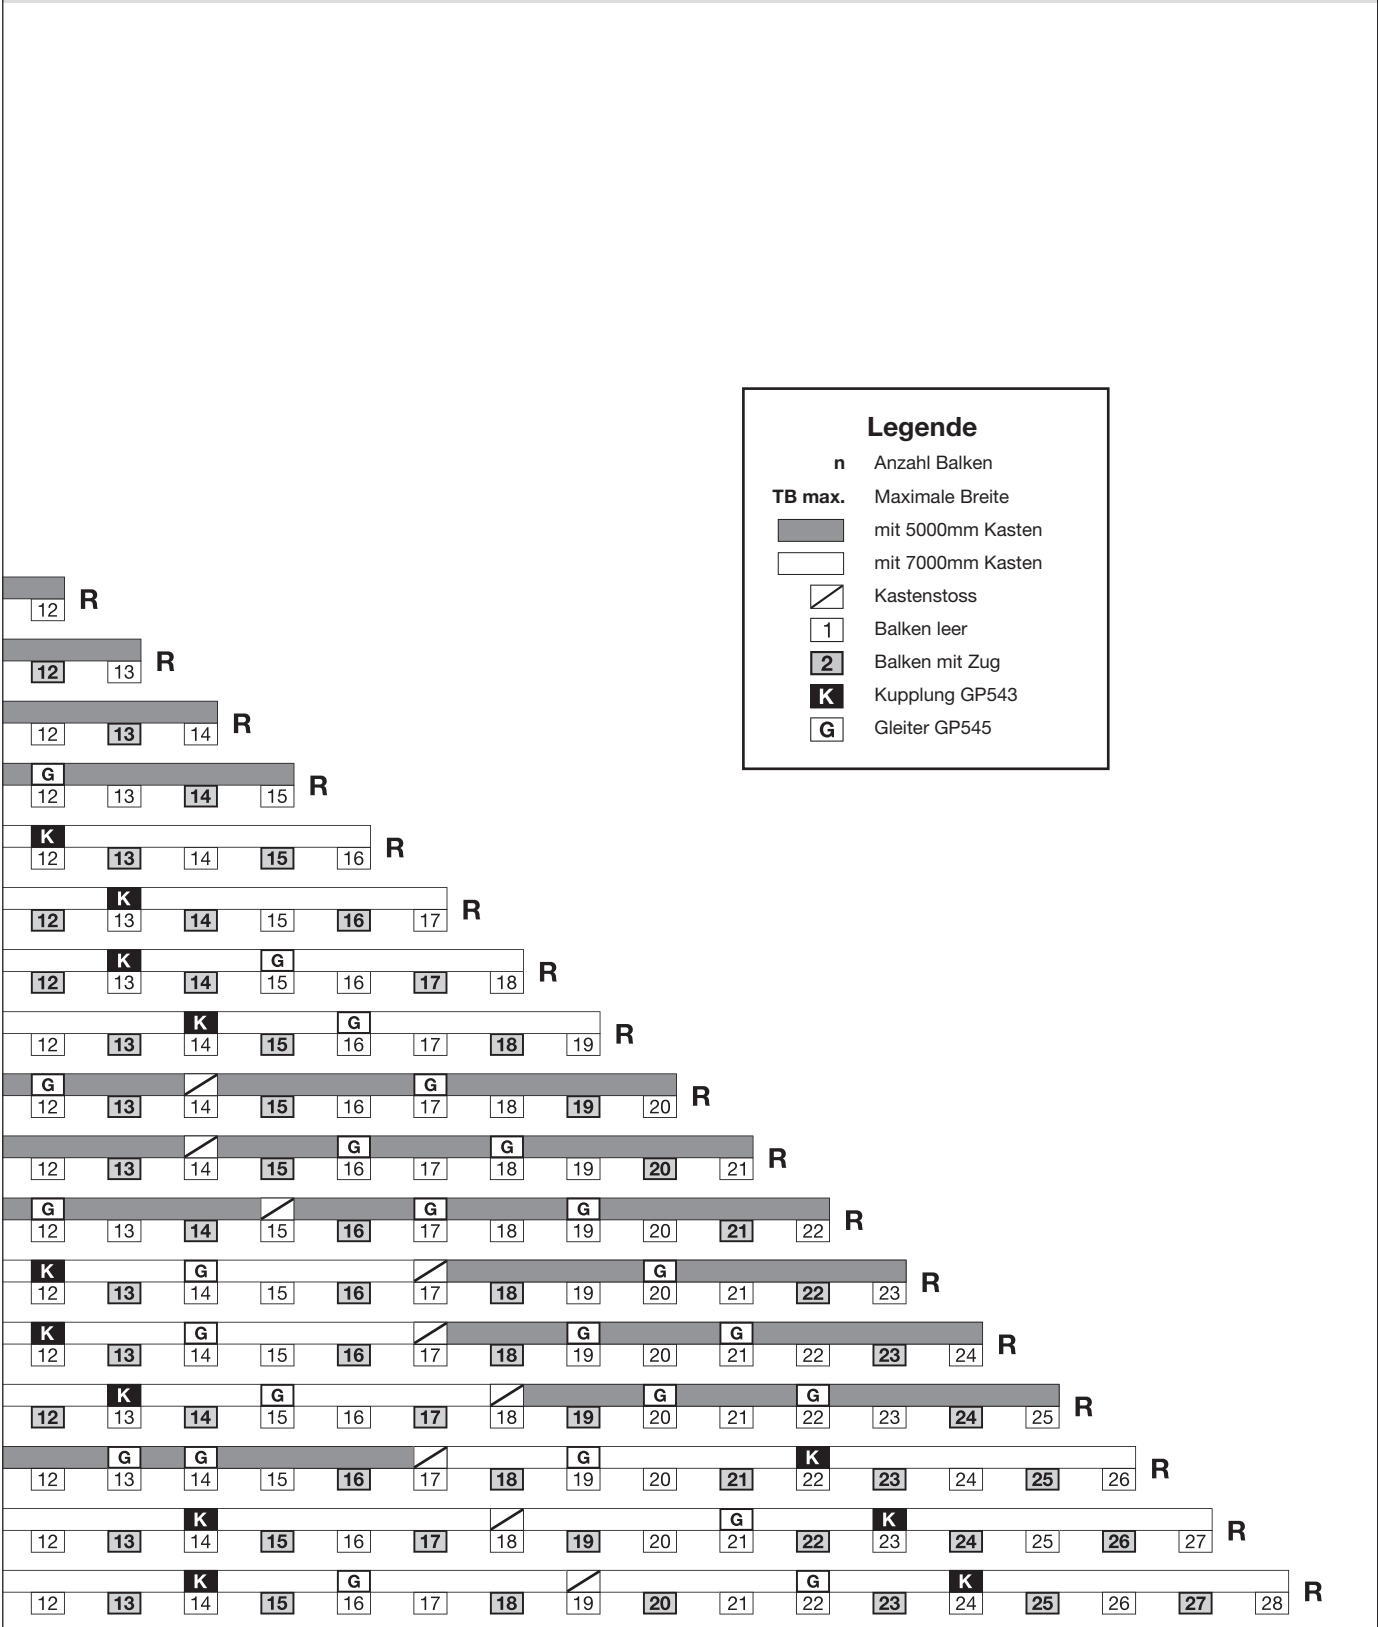 Legende
n Anzahl Balken
TB max. Maximale Breite
mit 5000mm Kasten
mit 7000mm Kasten
Kastenstoss
1 Balken leer
2 Balken mit Zug
K Kupplung GP543
G Gleiter GP545
R
12
R
12 13
R
12 13 14
G R
12 13 14 15
K R
12 13 14 15 16
K R
12 13 14 15 16 17
K G R
12 13 14 15 16 17 18
K G R
12 13 14 15 16 17 18 19
G G R
12 13 14 15 16 17 18 19 20
G G R
12 13 14 15 16 17 18 19 20 21
G G G R
12 13 14 15 16 17 18 19 20 21 22
K G G R
12 13 14 15 16 17 18 19 20 21 22 23
K G G G R
12 13 14 15 16 17 18 19 20 21 22 23 24
K G G G R
12 13 14 15 16 17 18 19 20 21 22 23 24 25
G G G K R
12 13 14 15 16 17 18 19 20 21 22 23 24 25 26
K G K R
12 13 14 15 16 17 18 19 20 21 22 23 24 25 26 27
K G G K R
12 13 14 15 16 17 18 19 20 21 22 23 24 25 26 27 28